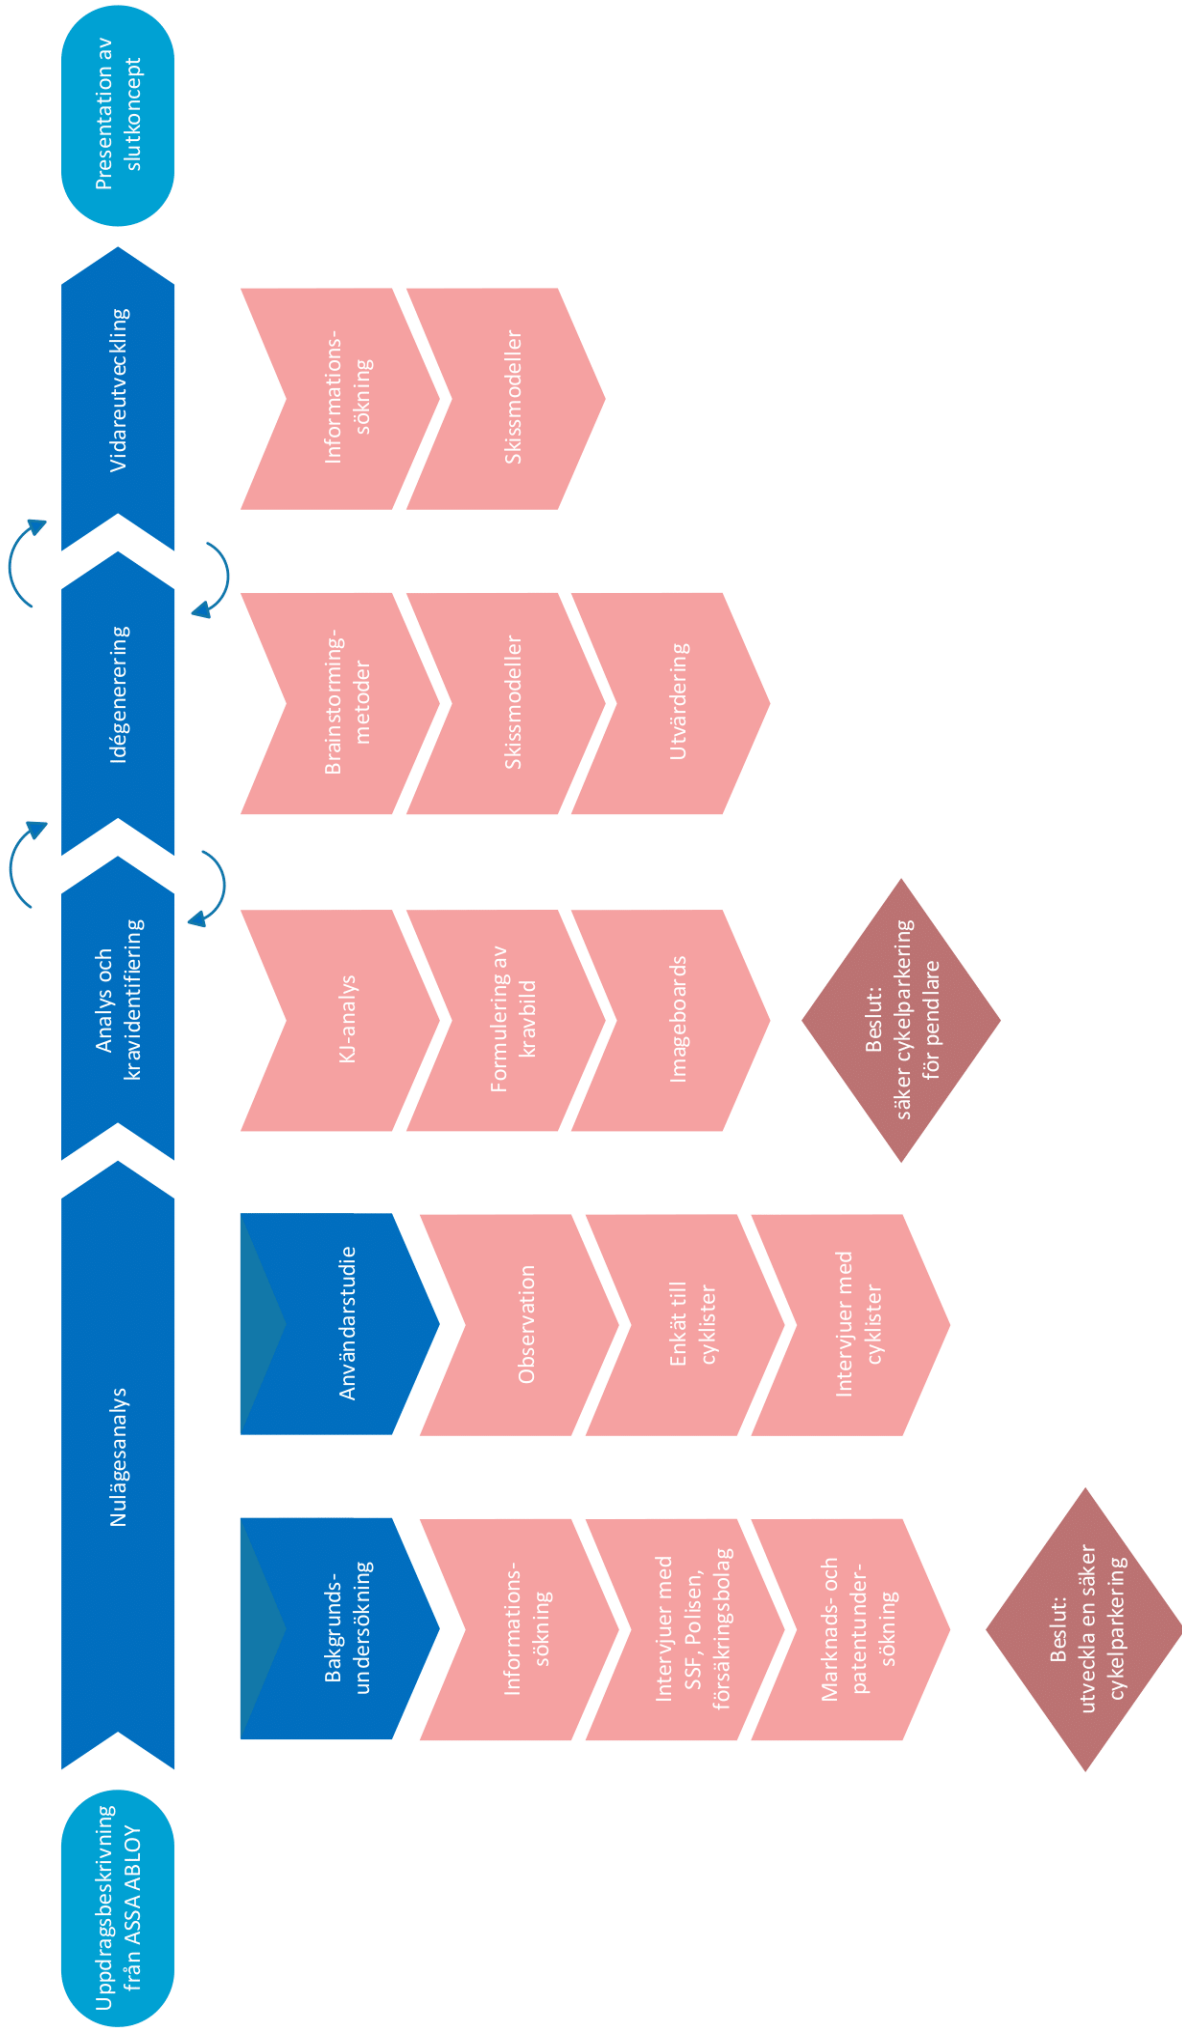 Uppdragsbeskrivning
från ASSA ABLOY
Nulägesanalys
Analys och
kravidentifiering
Idégenerering
Vidareutveckling
Presentation av
slutkoncept
Bakgrunds-
undersökning
Informations-
sökning
Intervjuer med
SSF, Polisen,
försäkringsbolag
Marknads- och
patentunder-
sökning
Beslut:
utveckla en säker
cykelparkering
Användarstudie
Observation
Enkät till
cyklister
Intervjuer med
cyklister
KJ-analys
Formulering av
kravbild
Imageboards
Beslut:
säker cykelparkering
för pendlare
Brainstorming-
metoder
Skissmodeller
Utvärdering
Informations-
sökning
Skissmodeller